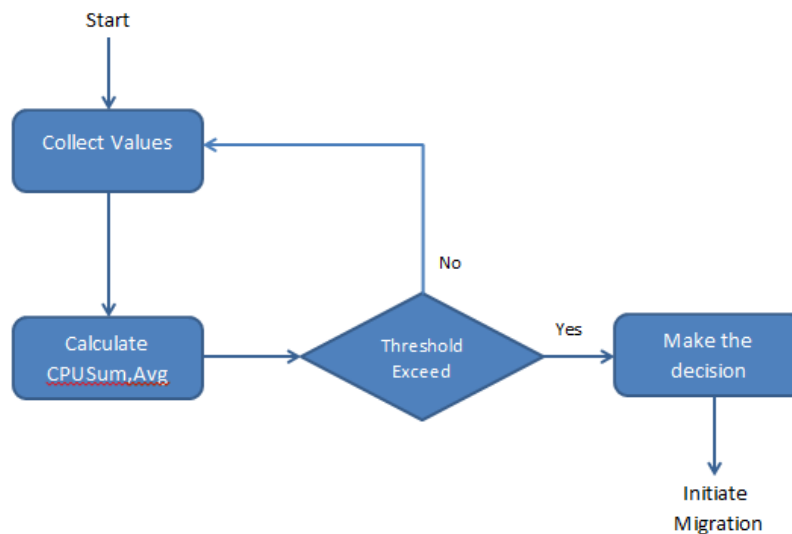 Start
Collect Values
No
Calculate
CPUSum,Avg
Threshold
Exceed
Yes
Make the
decision
Initiate
Migration